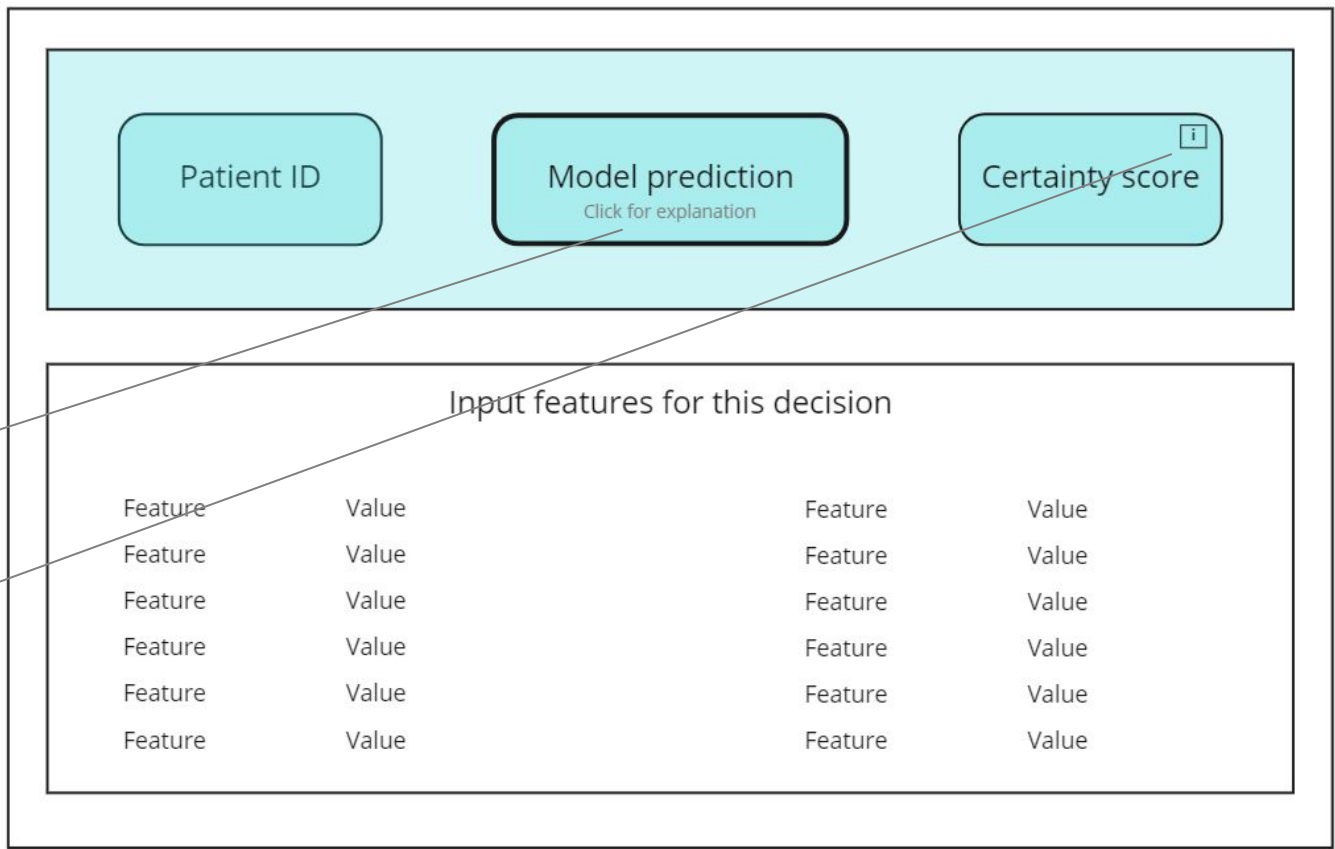 Patient ID
Model prediction
Click for explanation
i
Certainty score
Input features for this decision
Feature Value Feature Value
Feature Value Feature Value
Feature Value Feature Value
Feature Value Feature Value
Feature Value Feature Value
Feature Value Feature Value